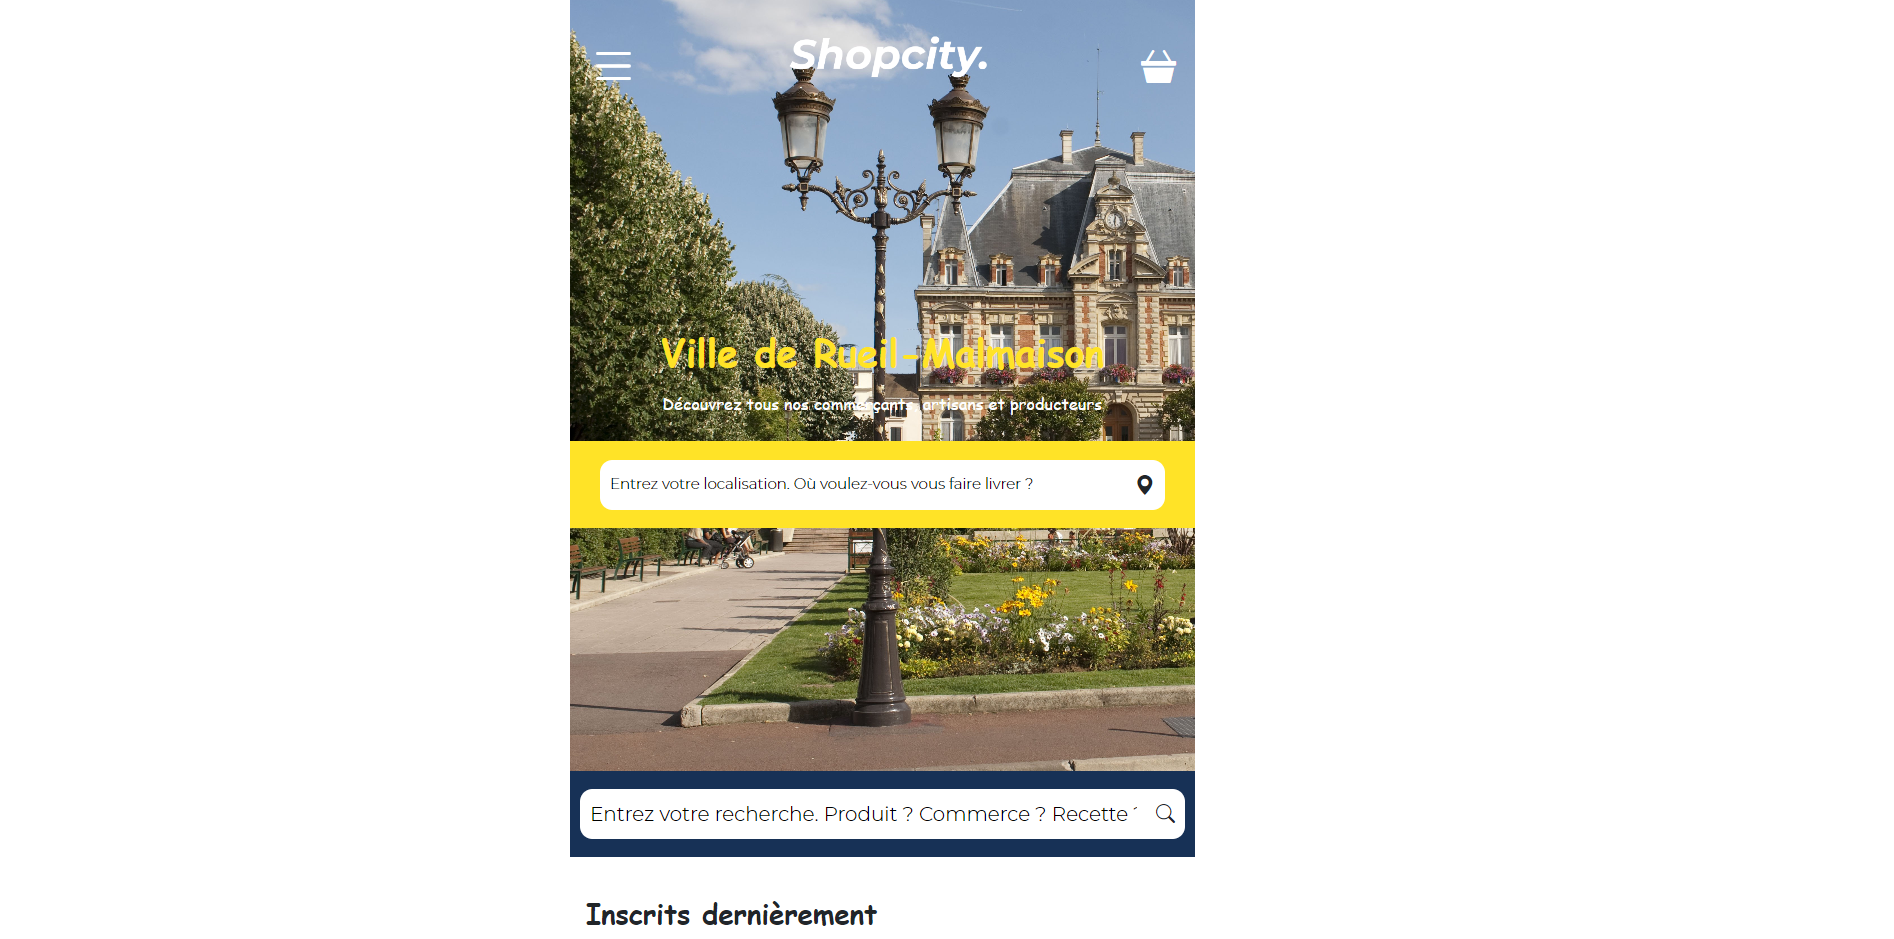 Shopcity.
Ville de Rueil-Malmaison
Découvrez tous nos commerçants, artisans et producteurs
Entrez votre localisation. Où voulez-vous vous faire livrer ?
Entrez votre recherche. Produit ? Commerce ? Recette ?
Inscrits dernièrement